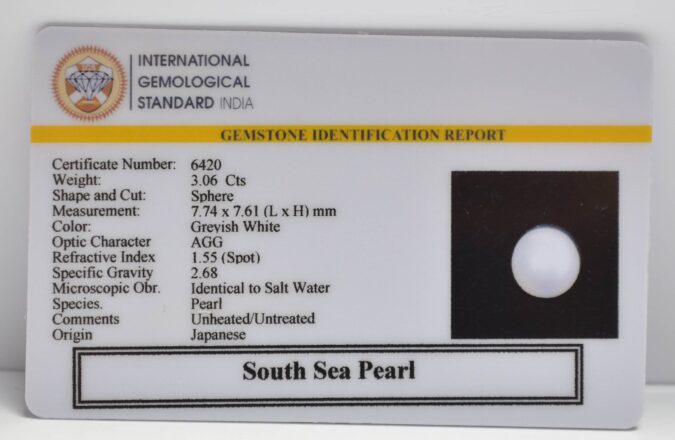 INTERNATIONAL
GEMOLOGICAL
STANDARD INDIA
GEMSTONE IDENTIFICATION REPORT
Certificate Number: 6420
Weight: 3.06 Cts
Shape and Cut: Sphere
Measurement: 7.74 x 7.61 (L x H) mm
Color: Greyish White
Optic Character AGG
Refractive Index 1.55 (Spot)
Specific Gravity 2.68
Microscopic Obr. Identical to Salt Water
Species. Pearl
Comments Unheated/Untreated
Origin Japanese
South Sea Pearl